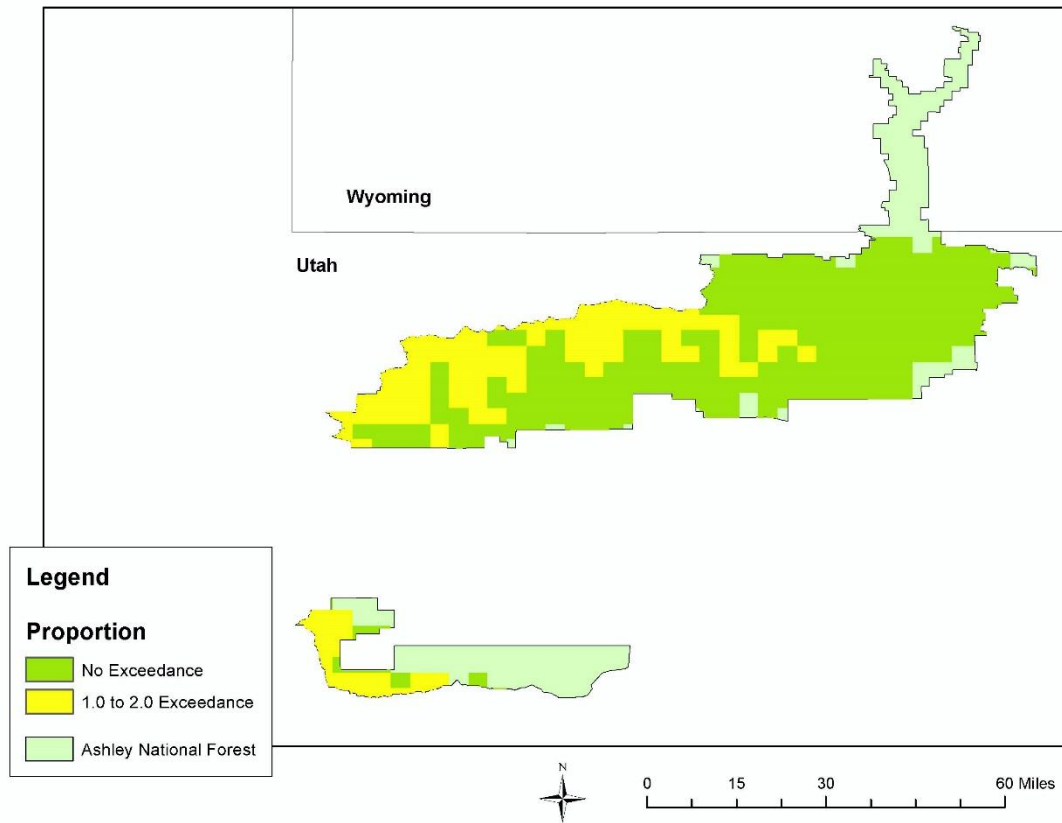 Wyoming
Utah
Legend
Proportion
No Exceedance
1.0 to 2.0 Exceedance
Ashley National Forest
N
0 15 30 60 Miles